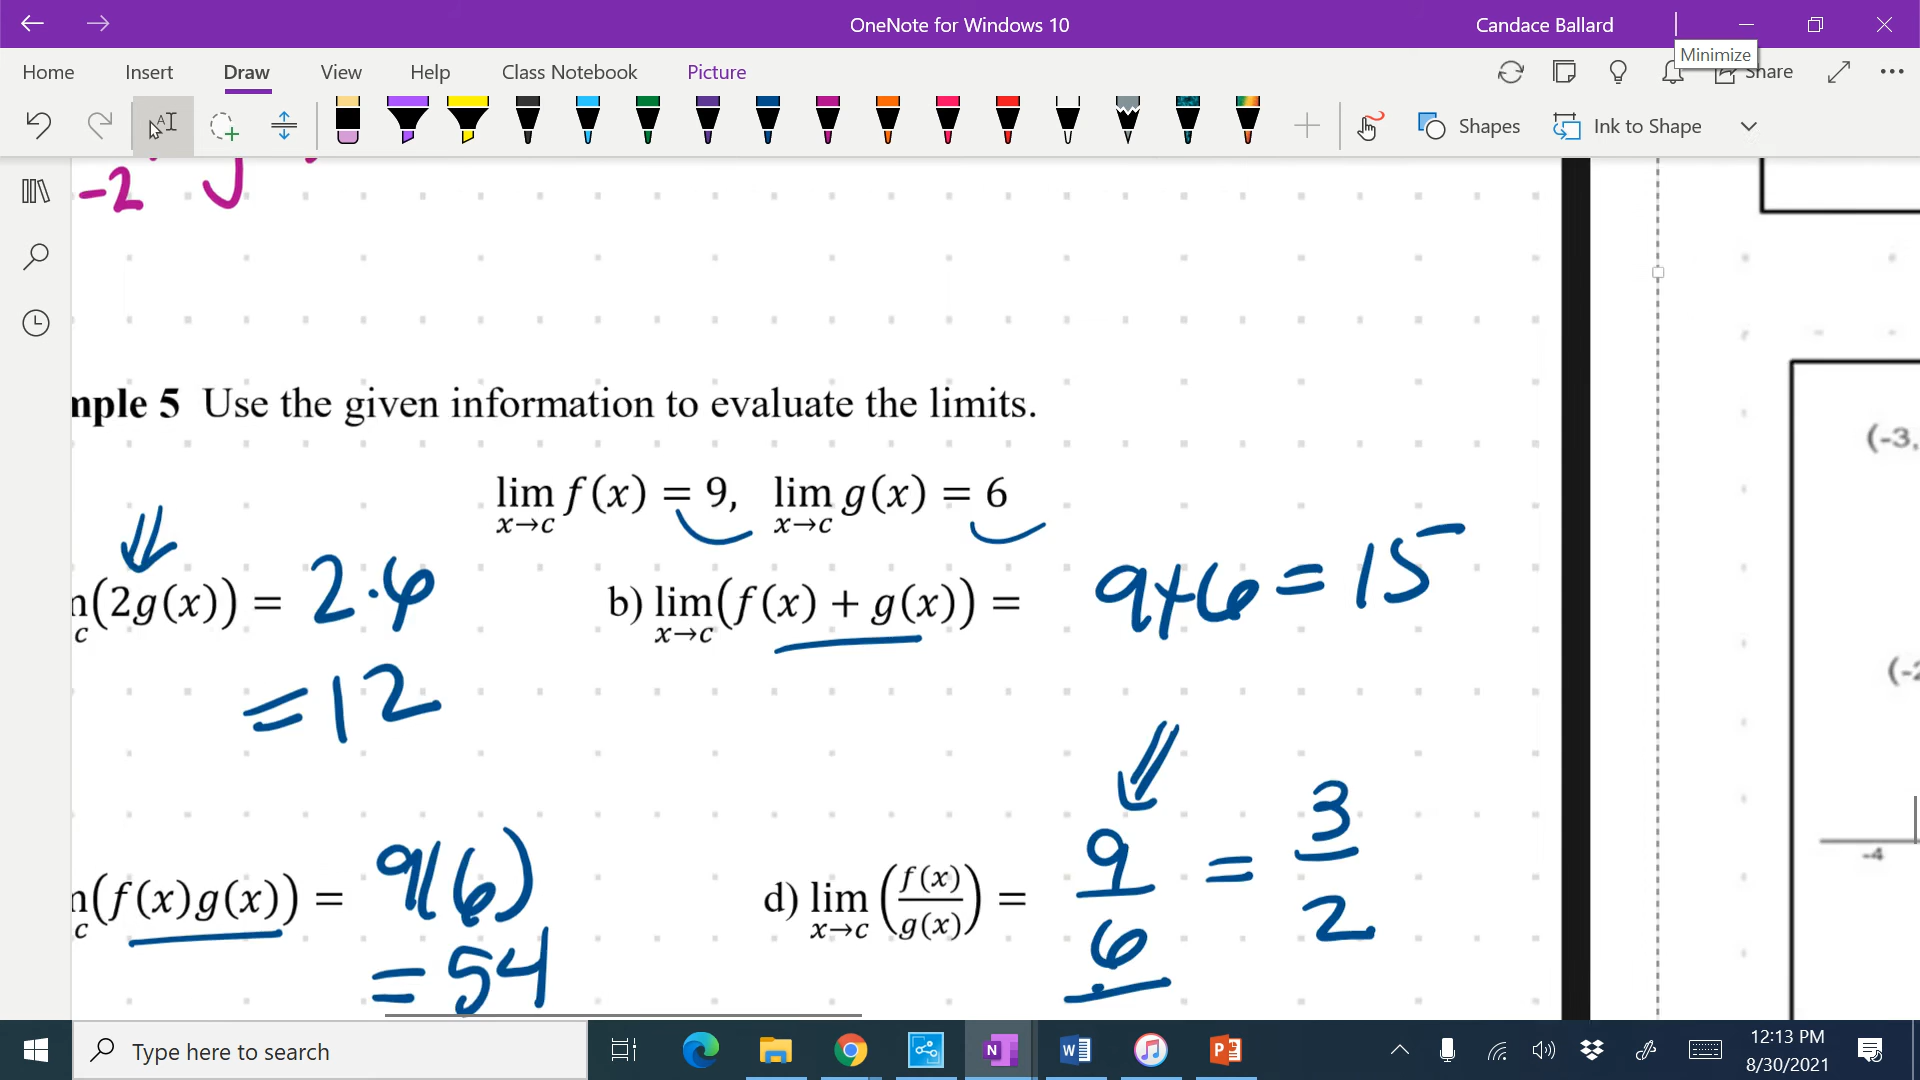 OneNote for Windows 10
Candace Ballard
Minimize
Home Insert Draw View Help Class Notebook Picture Share
Shapes Ink to Shape
-2
mple 5 Use the given information to evaluate the limits.
lim x→c f(x) = 9, lim x→c g(x) = 6
c (2g(x)) = 2·6
= 12
b) lim x→c (f(x) + g(x)) = 9+6 = 15
c (f(x)g(x)) = 9(6)
= 54
d) lim x→c (f(x)/g(x)) = 9/6 = 3/2
(-3,
(-2
-4
Type here to search
12:13 PM
8/30/2021